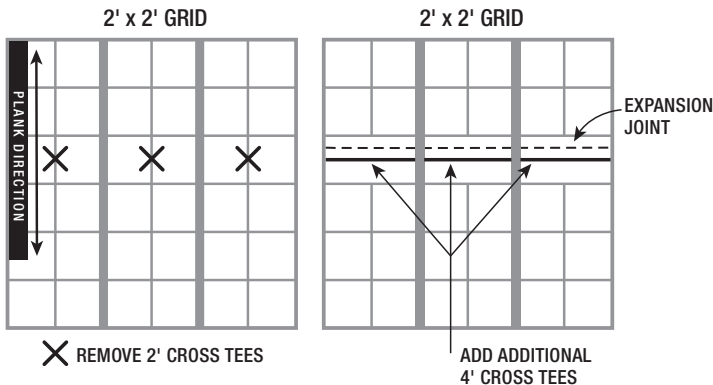 2' x 2' GRID
PLANK DIRECTION
REMOVE 2' CROSS TEES
2' x 2' GRID
EXPANSION
JOINT
ADD ADDITIONAL
4' CROSS TEES